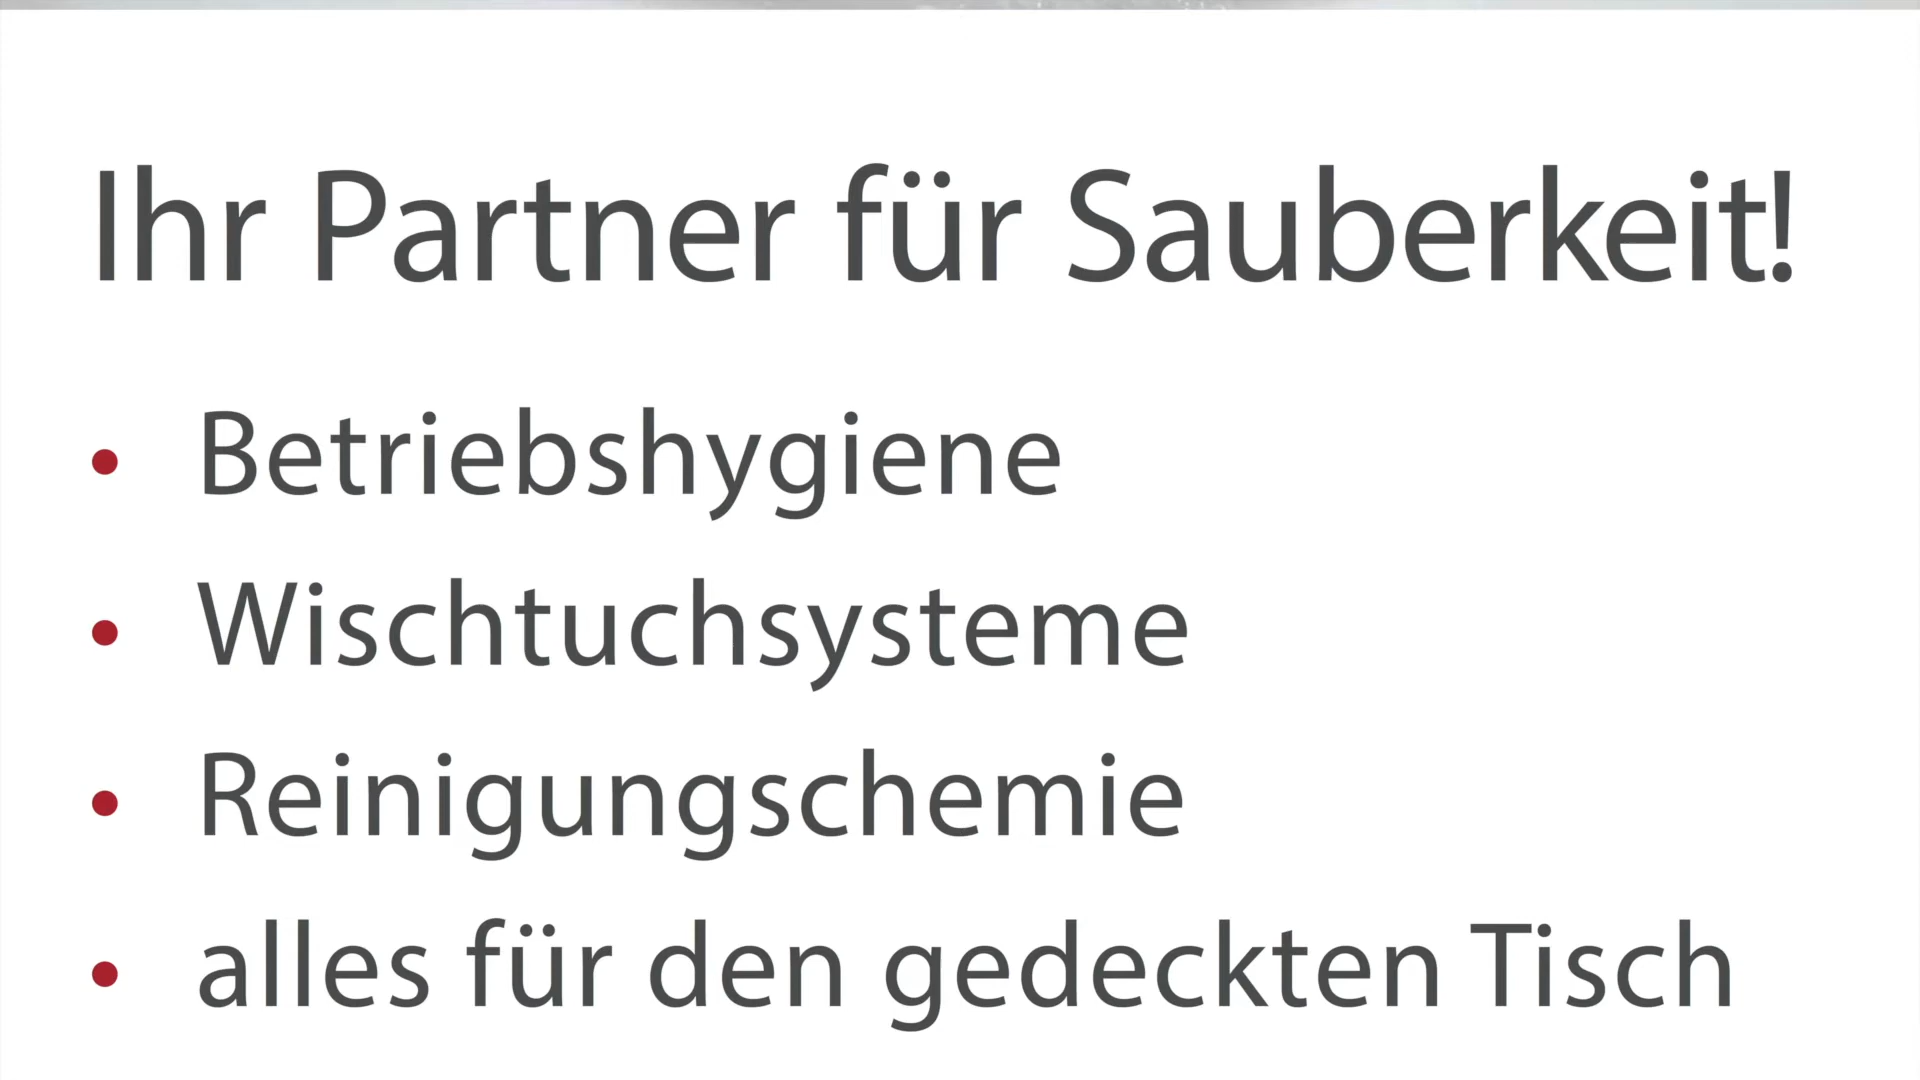 Ihr Partner für Sauberkeit!
• Betriebshygiene
• Wischtuchsysteme
• Reinigungschemie
• alles für den gedeckten Tisch